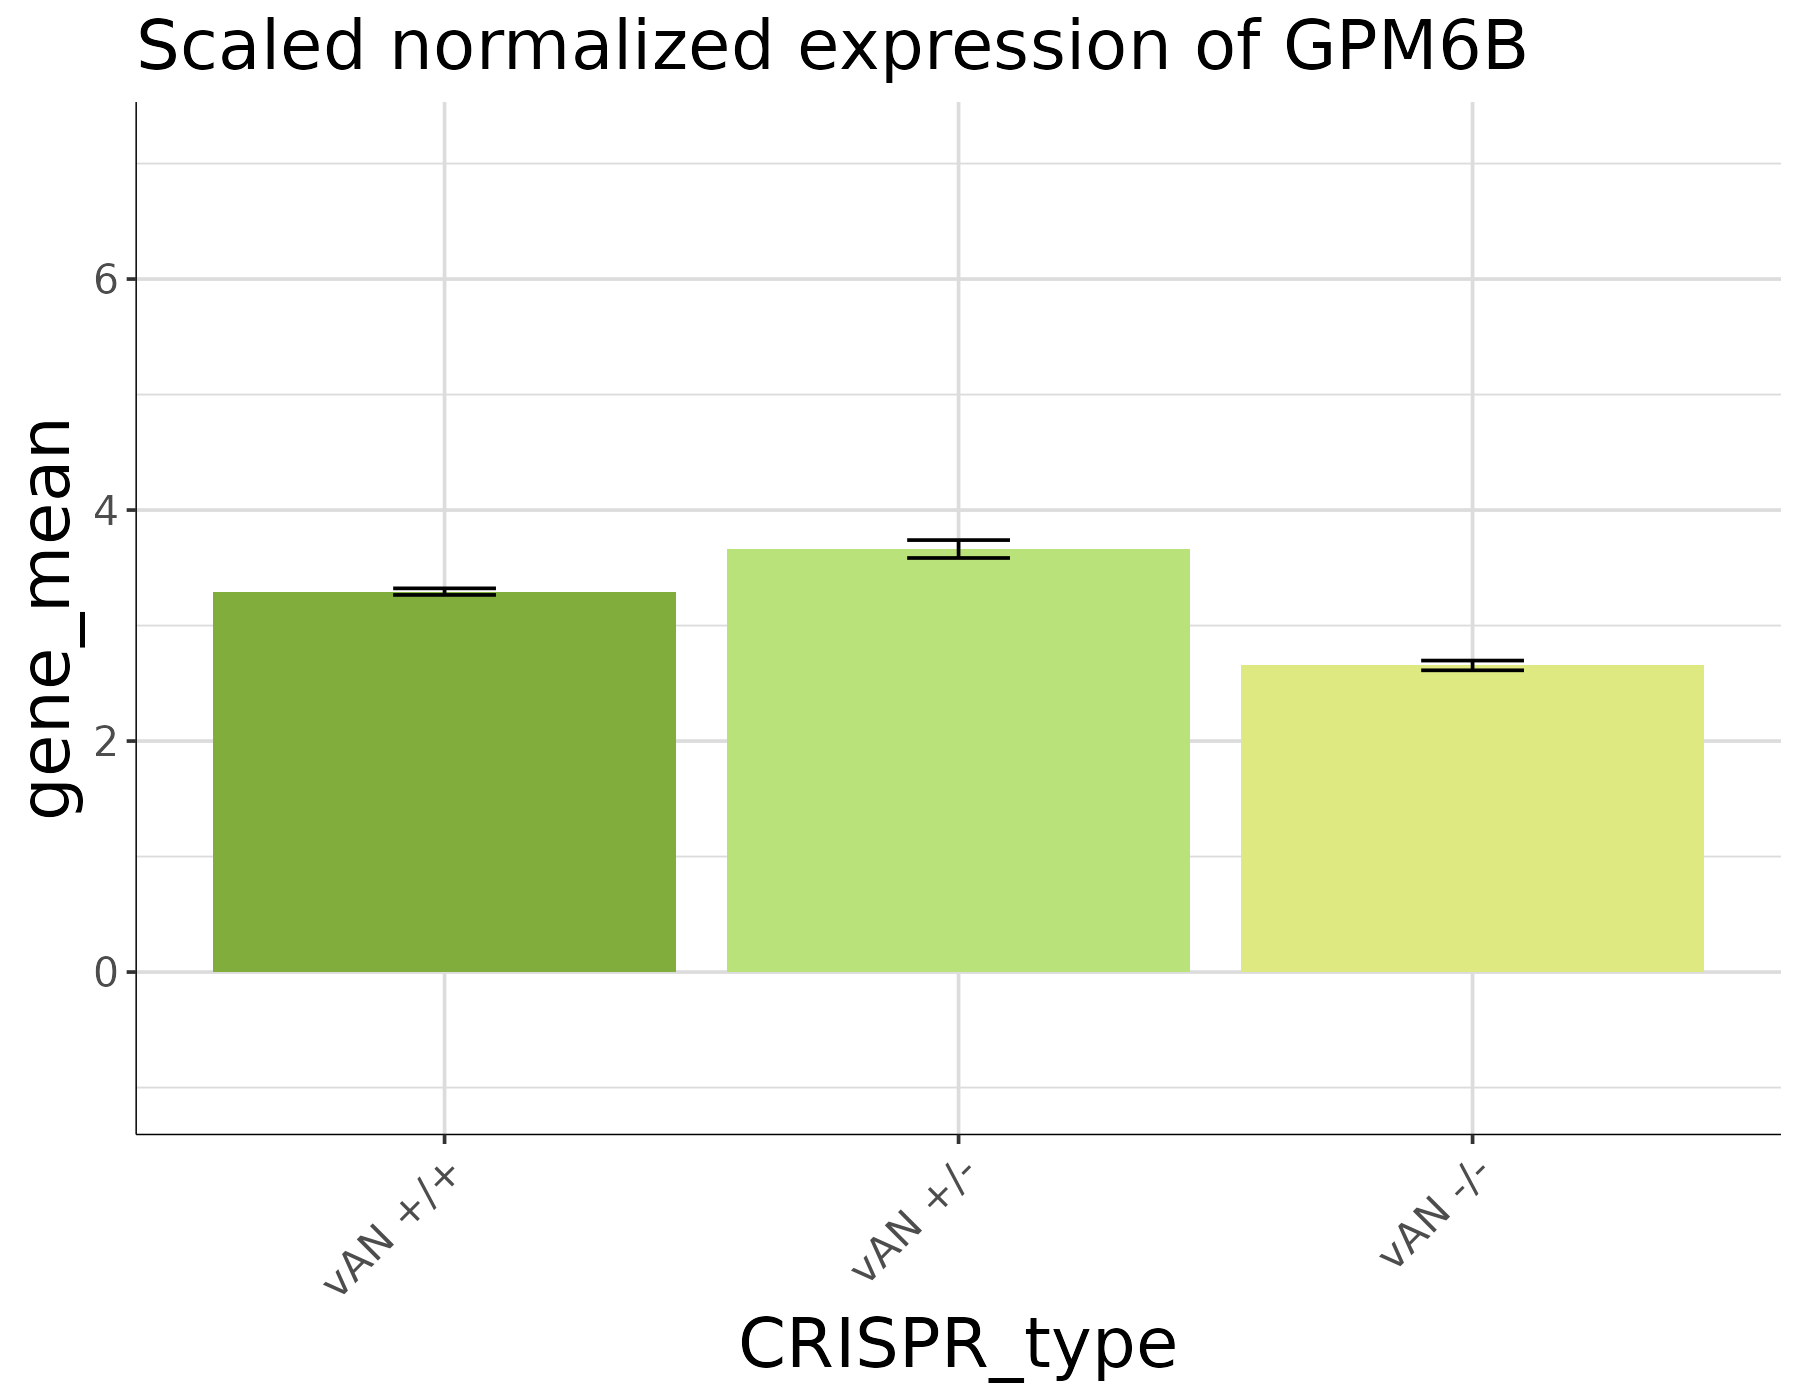 Scaled normalized expression of GPM6B
gene_mean
6
4
2
0
vAN +/+
vAN +/-
vAN -/-
CRISPR_type